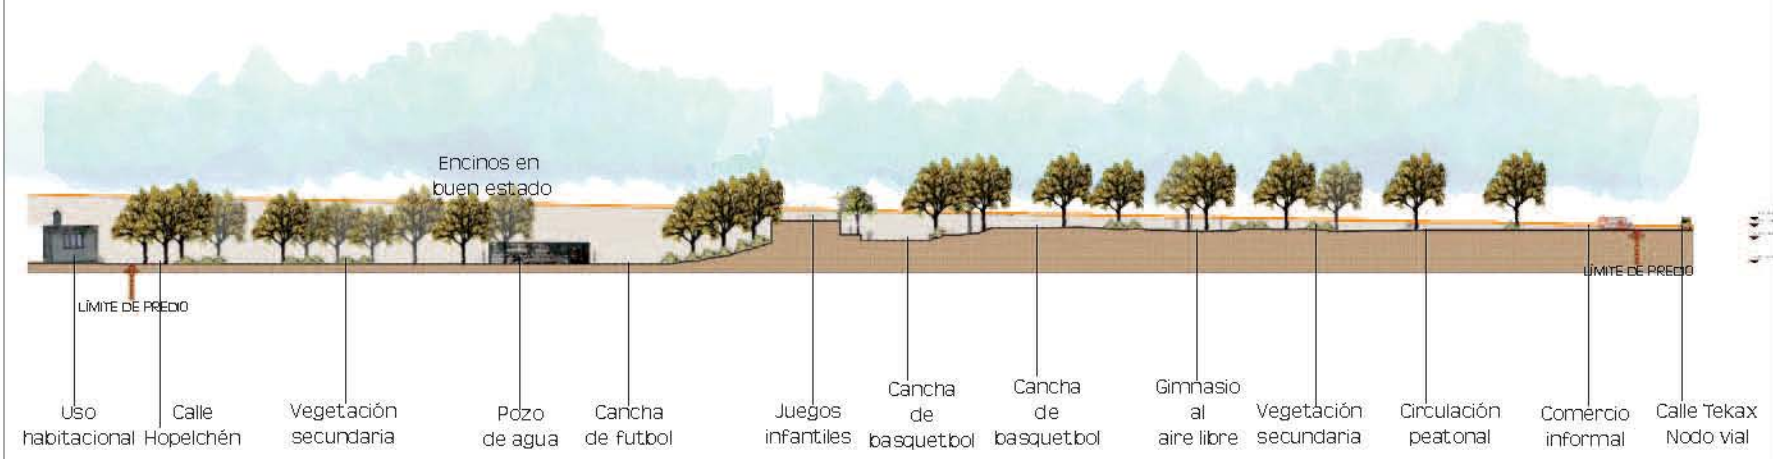 Encinos en
buen estado
LÍMITE DE PREDIO
LÍMITE DE PREDIO
Uso
habitacional
Calle
Hopelchén
Vegetación
secundaria
Pozo
de agua
Cancha
de futbol
Juegos
infantiles
Cancha
de
basquetbol
Cancha
de
basquetbol
Gimnasio
al
aire libre
Vegetación
secundaria
Circulación
peatonal
Comercio
informal
Calle Tekax
Nodo vial